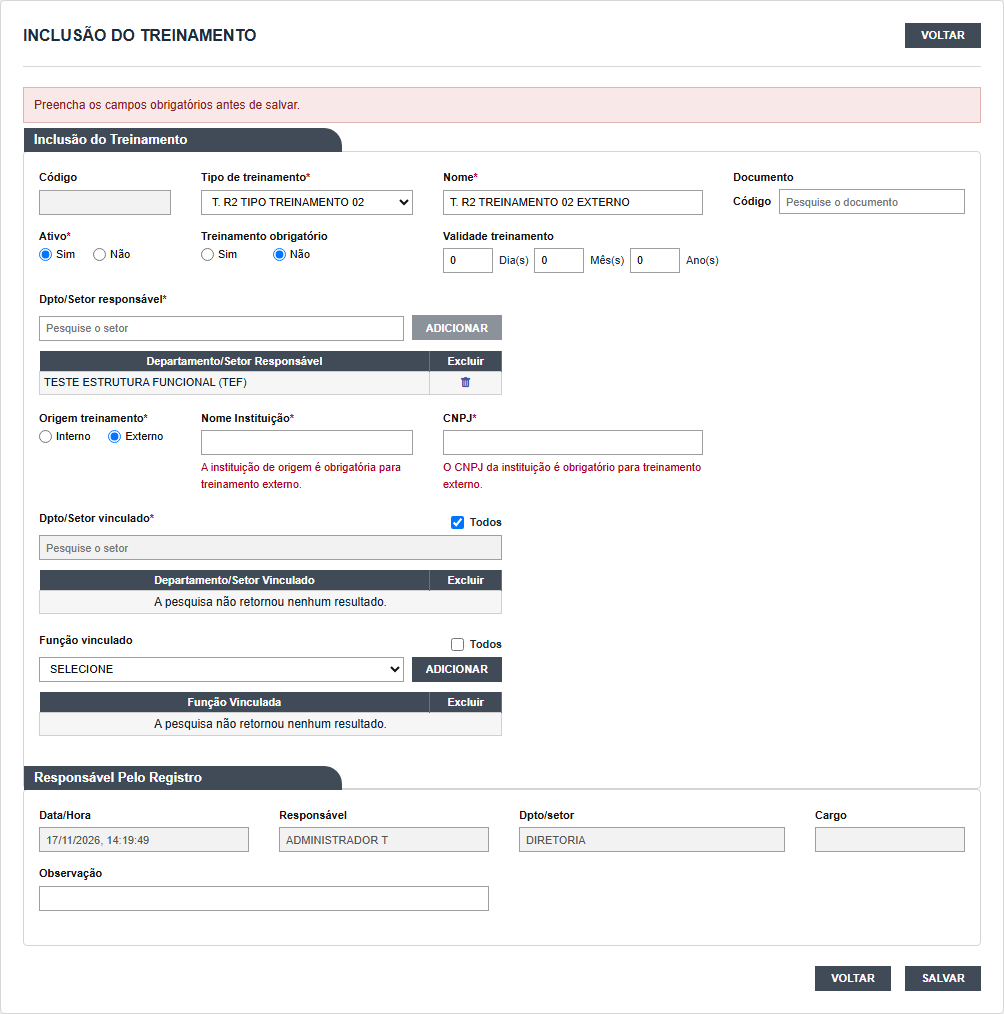 INCLUSÃO DO TREINAMENTO
VOLTAR
Preencha os campos obrigatórios antes de salvar.
Inclusão do Treinamento
Código
Tipo de treinamento*
Nome*
Documento
T. R2 TIPO TREINAMENTO 02
T. R2 TREINAMENTO 02 EXTERNO
Código
Pesquise o documento
Ativo*
Treinamento obrigatório
Validade treinamento
Sim
Não
Sim
Não
0
Dia(s)
0
Mês(s)
0
Ano(s)
Dpto/Setor responsável*
Pesquise o setor
ADICIONAR
Departamento/Setor Responsável
Excluir
TESTE ESTRUTURA FUNCIONAL (TEF)
Origem treinamento*
Nome Instituição*
CNPJ*
Interno
Externo
A instituição de origem é obrigatória para
treinamento externo.
O CNPJ da instituição é obrigatório para treinamento
externo.
Dpto/Setor vinculado*
Todos
Pesquise o setor
Departamento/Setor Vinculado
Excluir
A pesquisa não retornou nenhum resultado.
Função vinculado
Todos
SELECIONE
ADICIONAR
Função Vinculada
Excluir
A pesquisa não retornou nenhum resultado.
Responsável Pelo Registro
Data/Hora
Responsável
Dpto/setor
Cargo
17/11/2026, 14:19:49
ADMINISTRADOR T
DIRETORIA
Observação
VOLTAR
SALVAR